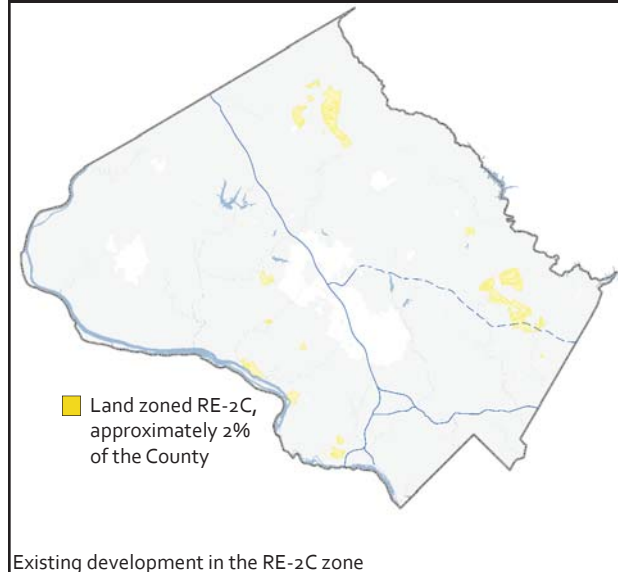 Land zoned RE-2C,
approximately 2%
of the County
Existing development in the RE-2C zone